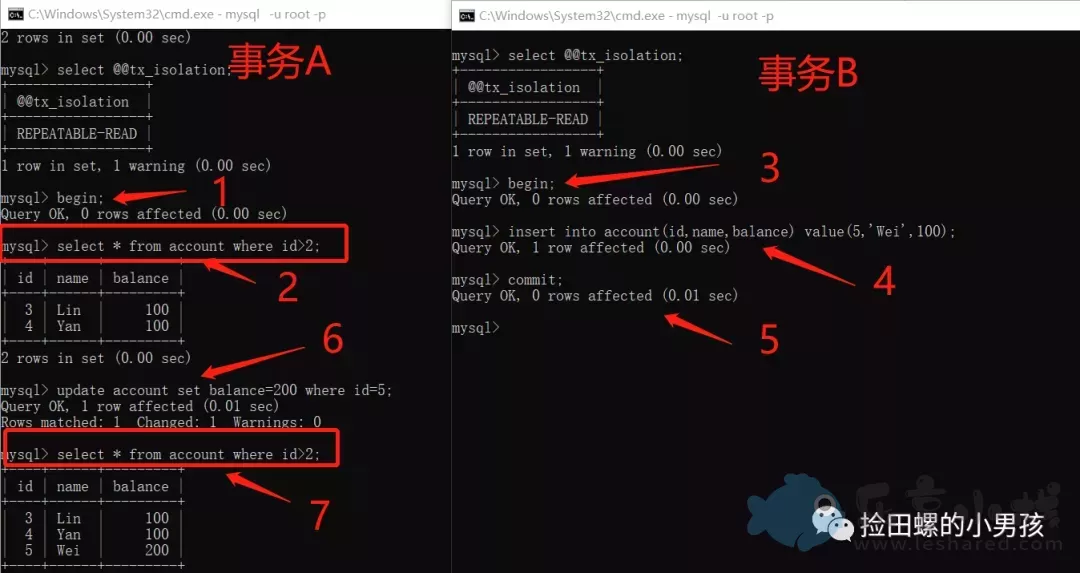 C:\Windows\System32\cmd.exe - mysql  -u root -p
2 rows in set (0.00 sec)
事务A
mysql> select @@tx_isolation;
+-----------------+
| @@tx_isolation  |
+-----------------+
| REPEATABLE-READ |
+-----------------+
1 row in set, 1 warning (0.00 sec)
1
mysql> begin;
Query OK, 0 rows affected (0.00 sec)
mysql> select * from account where id>2;
2
+----+------+---------+
| id | name | balance |
+----+------+---------+
|  3 | Lin  |     100 |
|  4 | Yan  |     100 |
+----+------+---------+
2 rows in set (0.00 sec)
6
mysql> update account set balance=200 where id=5;
Query OK, 1 row affected (0.01 sec)
Rows matched: 1  Changed: 1  Warnings: 0
mysql> select * from account where id>2;
7
+----+------+---------+
| id | name | balance |
+----+------+---------+
|  3 | Lin  |     100 |
|  4 | Yan  |     100 |
|  5 | Wei  |     200 |
+----+------+---------+
C:\Windows\System32\cmd.exe - mysql  -u root -p
mysql> select @@tx_isolation;
事务B
+-----------------+
| @@tx_isolation  |
+-----------------+
| REPEATABLE-READ |
+-----------------+
1 row in set, 1 warning (0.00 sec)
3
mysql> begin;
Query OK, 0 rows affected (0.00 sec)
mysql> insert into account(id,name,balance) value(5,'Wei',100);
Query OK, 1 row affected (0.00 sec)
4
mysql> commit;
Query OK, 0 rows affected (0.01 sec)
5
mysql>
捡田螺的小男孩
www.leshared.com